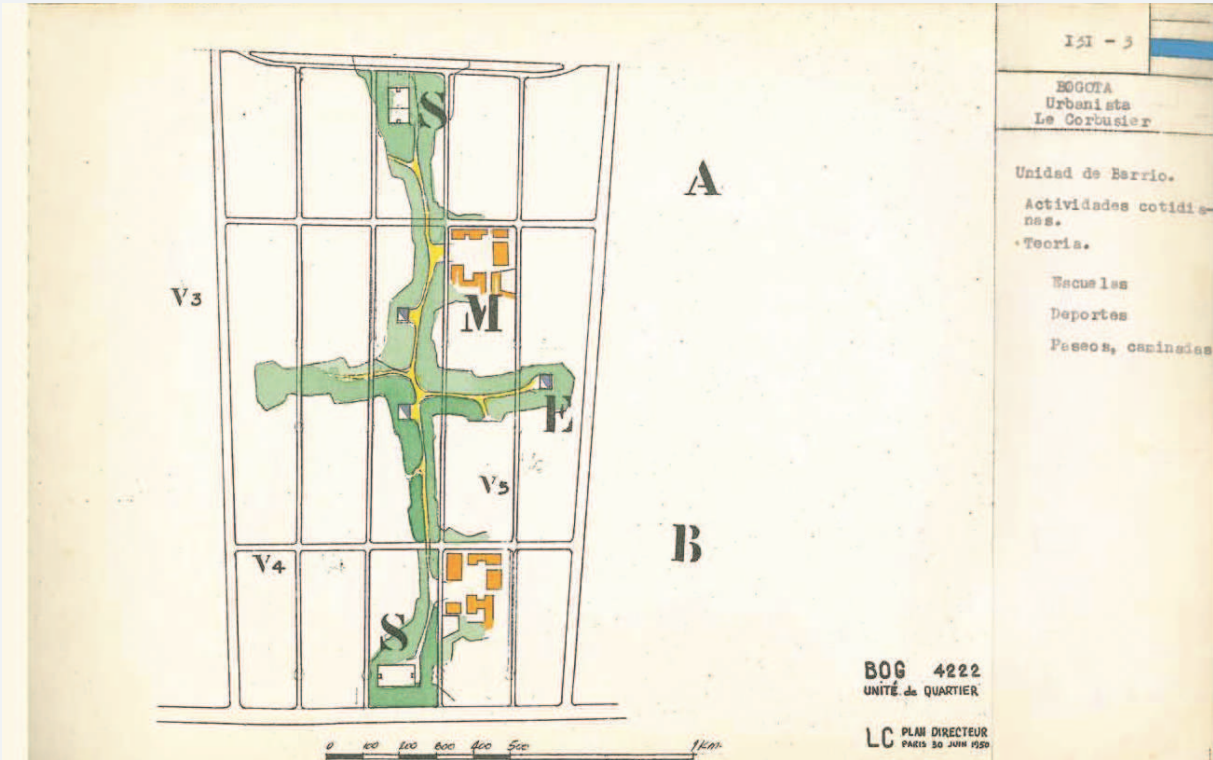 S
A
V3
M
E
V5
B
V4
S
BOG 4222
UNITÉ de QUARTIER
LC PLAN DIRECTEUR
PARIS 30 JUIN 1950
0 100 200 300 400 500 1 Km.
I3I - 3
BOGOTA
Urbanista
Le Corbusier
Unidad de Barrio.
Actividades cotidia-
nas.
Teoria.
Escuelas
Deportes
Paseos, caminadas